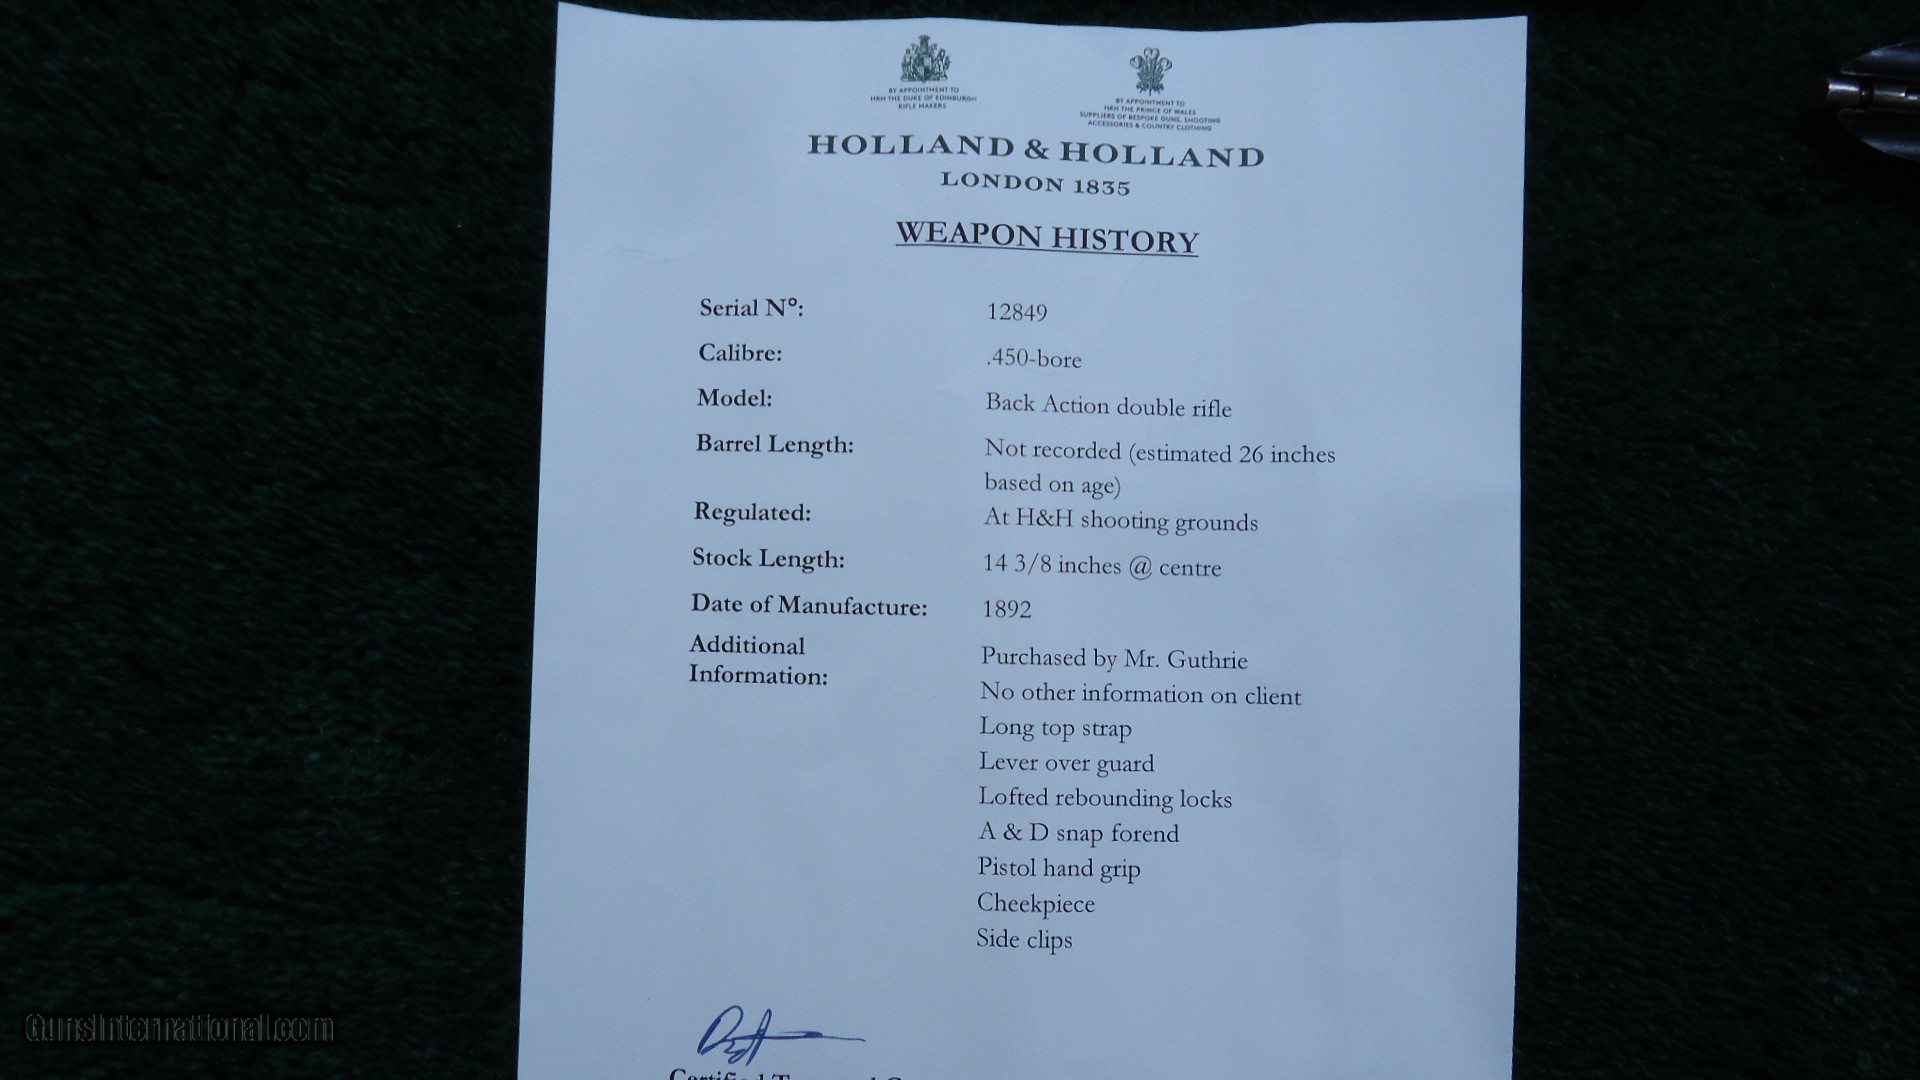 BY APPOINTMENT TO
HRH THE DUKE OF EDINBURGH
RIFLE MAKERS
BY APPOINTMENT TO
HRH THE PRINCE OF WALES
SUPPLIERS OF BESPOKE GUNS, SHOOTING
ACCESSORIES & COUNTRY CLOTHING
HOLLAND & HOLLAND
LONDON 1835
WEAPON HISTORY
Serial Nº: 12849
Calibre: .450-bore
Model: Back Action double rifle
Barrel Length: Not recorded (estimated 26 inches
based on age)
Regulated: At H&H shooting grounds
Stock Length: 14 3/8 inches @ centre
Date of Manufacture: 1892
Additional
Information: Purchased by Mr. Guthrie
No other information on client
Long top strap
Lever over guard
Lofted rebounding locks
A & D snap forend
Pistol hand grip
Cheekpiece
Side clips
GunsInternational.com